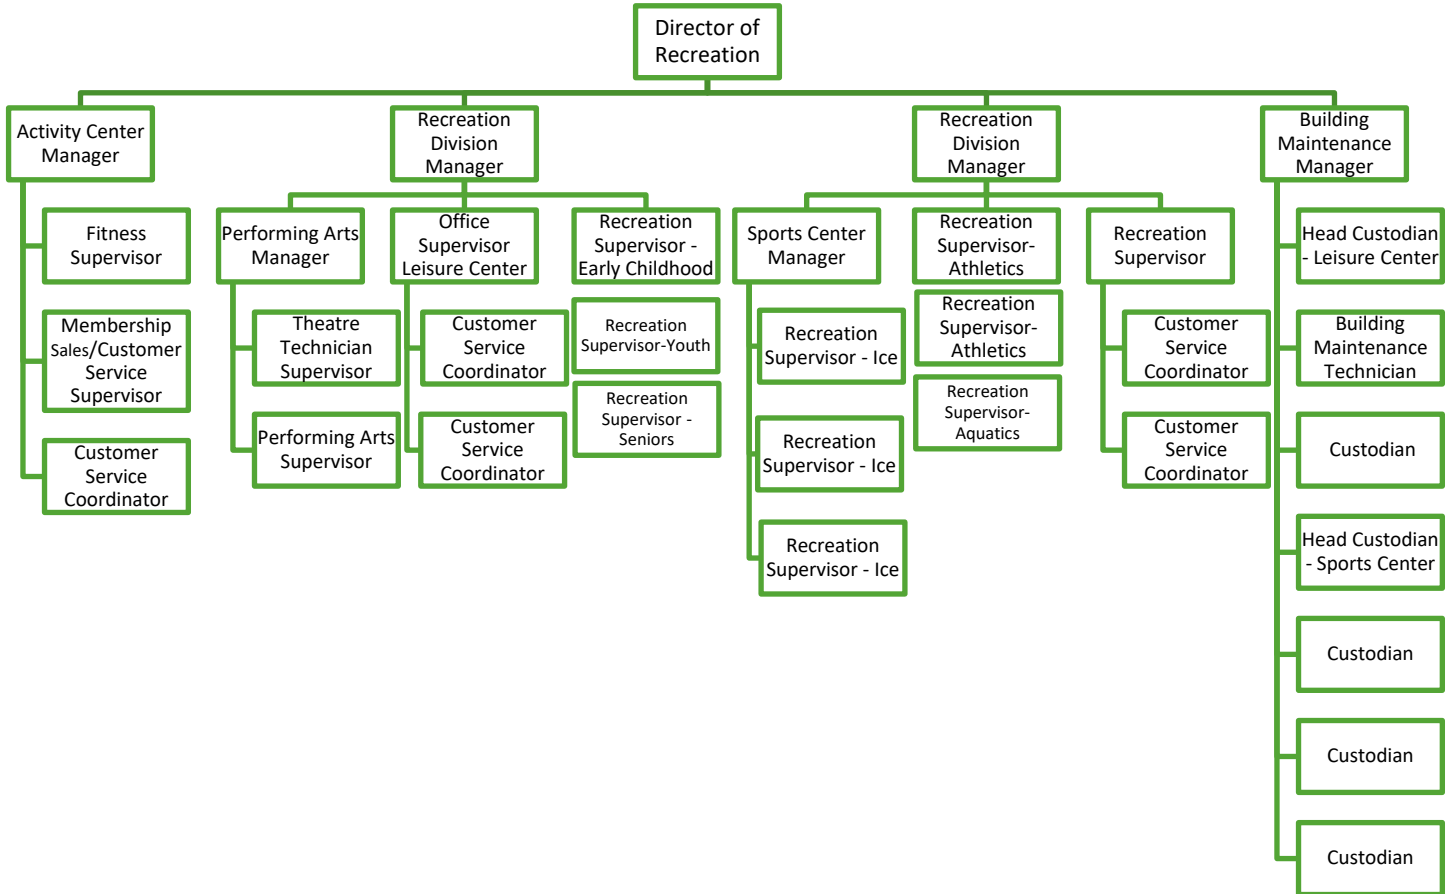 Director of
Recreation
Activity Center
Manager
Recreation
Division
Manager
Recreation
Division
Manager
Building
Maintenance
Manager
Fitness
Supervisor
Membership
Sales/Customer
Service
Supervisor
Customer
Service
Coordinator
Performing Arts
Manager
Theatre
Technician
Supervisor
Performing Arts
Supervisor
Office
Supervisor
Leisure Center
Customer
Service
Coordinator
Customer
Service
Coordinator
Recreation
Supervisor -
Early Childhood
Recreation
Supervisor-Youth
Recreation
Supervisor -
Seniors
Sports Center
Manager
Recreation
Supervisor - Ice
Recreation
Supervisor - Ice
Recreation
Supervisor - Ice
Recreation
Supervisor-
Athletics
Recreation
Supervisor-
Athletics
Recreation
Supervisor-
Aquatics
Recreation
Supervisor
Customer
Service
Coordinator
Customer
Service
Coordinator
Head Custodian
- Leisure Center
Building
Maintenance
Technician
Custodian
Head Custodian
- Sports Center
Custodian
Custodian
Custodian